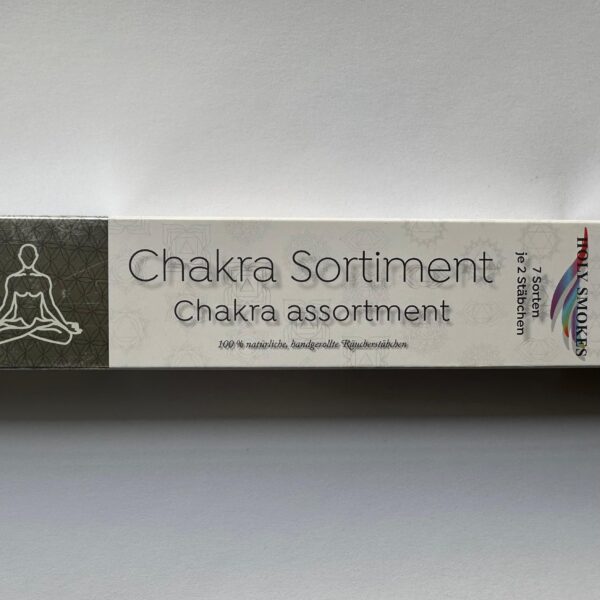 Chakra Sortiment
Chakra assortment
100 % natürliche, handgerollte Räucherstäbchen
7 Sorten
je 2 Stäbchen
HOLY SMOKES